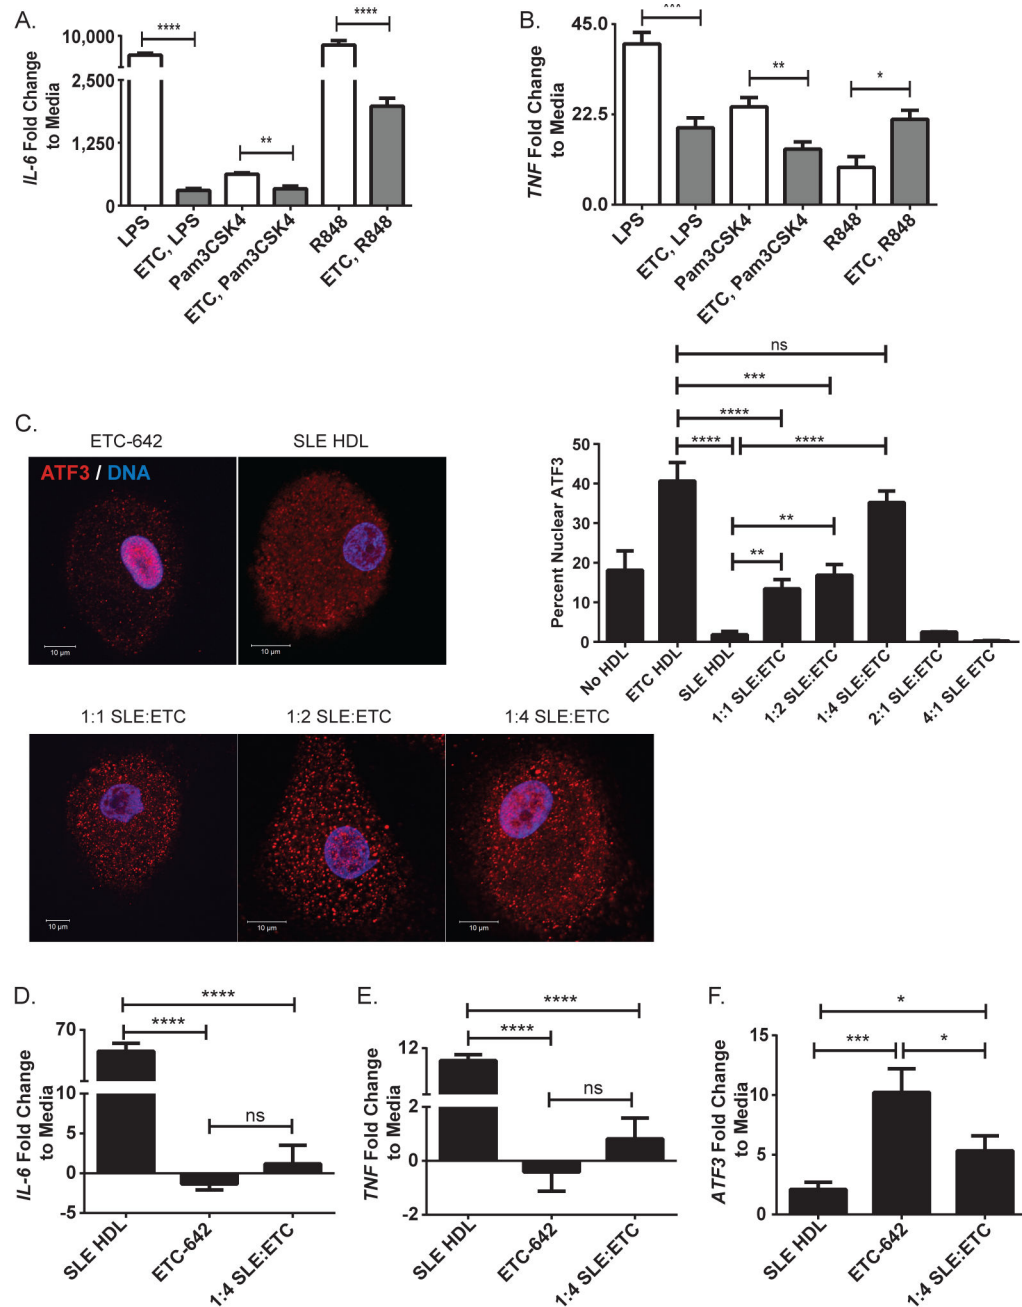 A.
IL-6 Fold Change
to Media
10,000
2,500
1,250
0
****
**
****
LPS
ETC, LPS
Pam3CSK4
ETC, Pam3CSK4
R848
ETC, R848
B.
TNF Fold Change
to Media
45.0
22.5
0.0
**
*
LPS
ETC, LPS
Pam3CSK4
ETC, Pam3CSK4
R848
ETC, R848
C.
ETC-642
SLE HDL
ATF3 / DNA
10 µm
10 µm
1:1 SLE:ETC
1:2 SLE:ETC
1:4 SLE:ETC
10 µm
10 µm
10 µm
ns
***
****
****
****
**
**
Percent Nuclear ATF3
50
40
30
20
10
0
No HDL
ETC HDL
SLE HDL
1:1 SLE:ETC
1:2 SLE:ETC
1:4 SLE:ETC
2:1 SLE:ETC
4:1 SLE ETC
D.
IL-6 Fold Change
to Media
70
10
5
0
-5
****
****
ns
SLE HDL
ETC-642
1:4 SLE:ETC
E.
TNF Fold Change
to Media
12
2
0
-2
****
****
ns
SLE HDL
ETC-642
1:4 SLE:ETC
F.
ATF3 Fold Change
to Media
15
10
5
0
*
***
*
SLE HDL
ETC-642
1:4 SLE:ETC